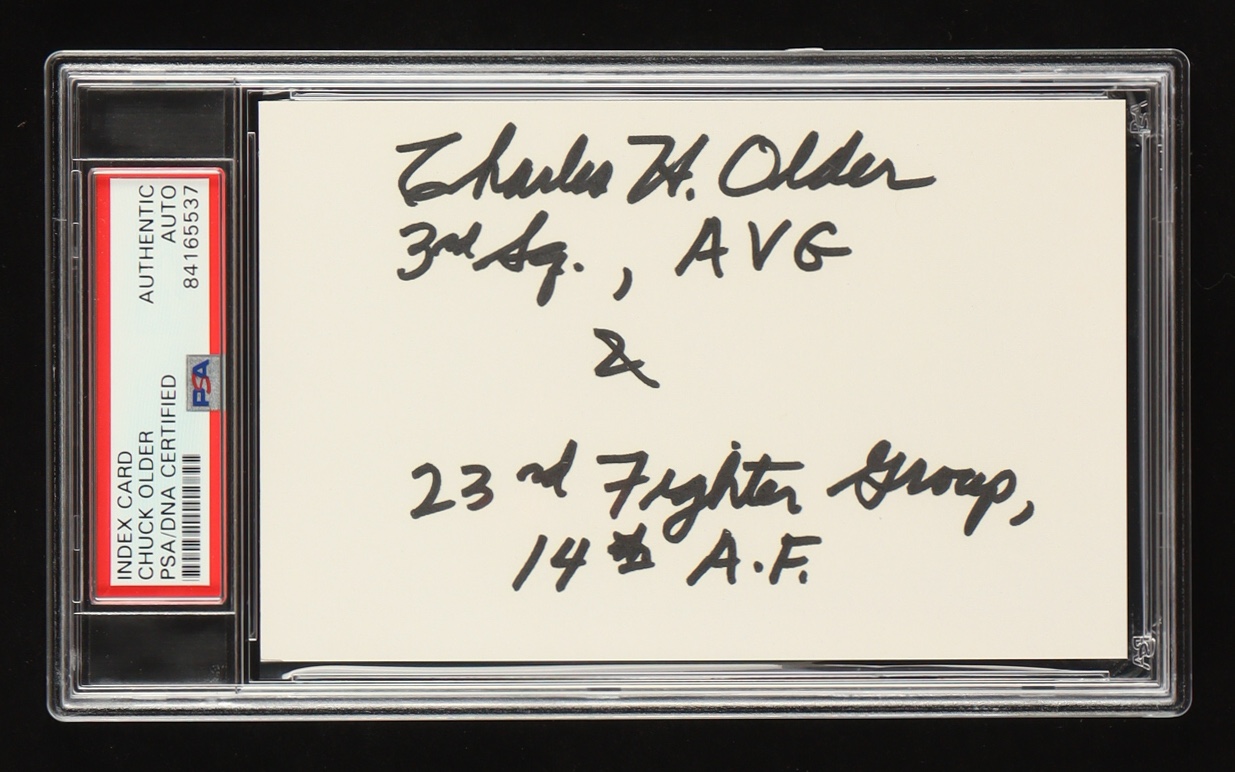 Charles H. Older
3rd Sq., AVG
&
23rd Fighter Group,
14th A.F.
INDEX CARD
CHUCK OLDER
PSA/DNA CERTIFIED
AUTHENTIC
AUTO
84165537
PSA